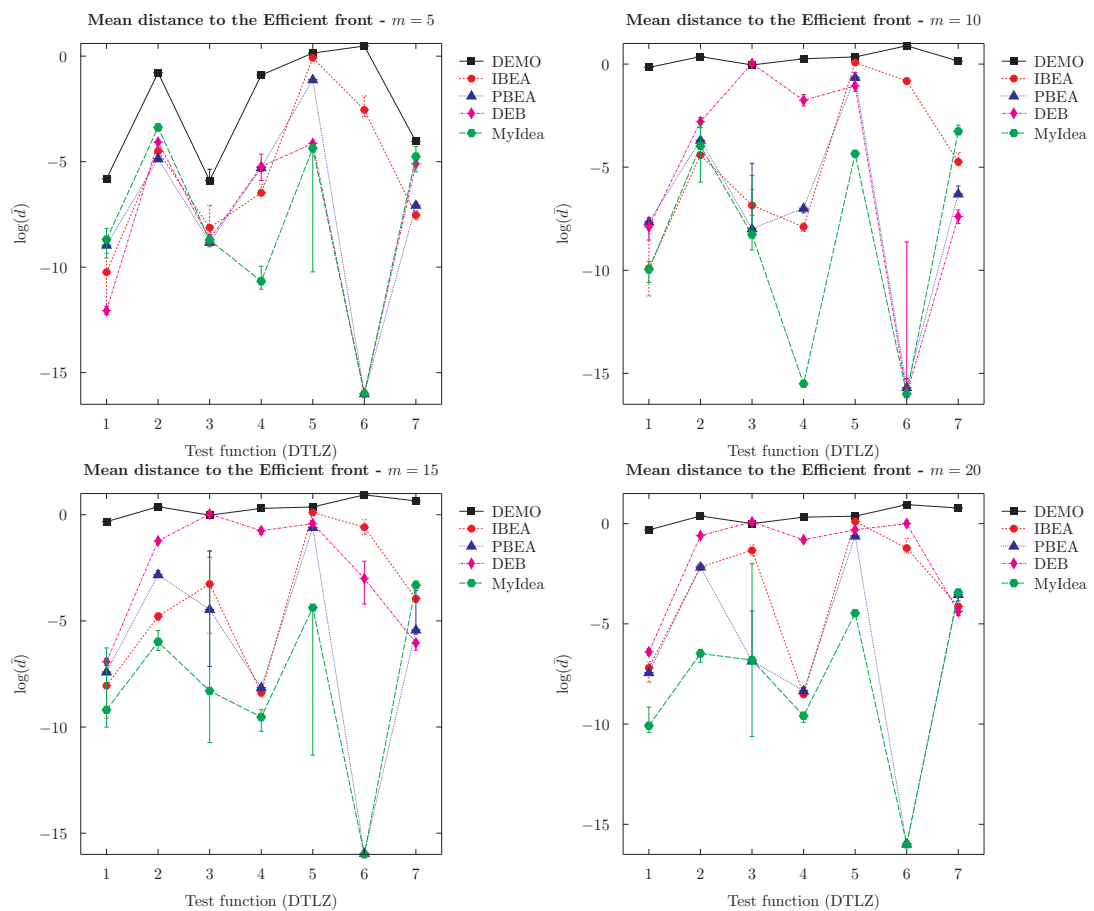 Mean distance to the Efficient front - m = 5
log(d̄)
0
−5
−10
−15
1 2 3 4 5 6 7
Test function (DTLZ)
DEMO
IBEA
PBEA
DEB
MyIdea
Mean distance to the Efficient front - m = 10
log(d̄)
0
−5
−10
−15
1 2 3 4 5 6 7
Test function (DTLZ)
DEMO
IBEA
PBEA
DEB
MyIdea
Mean distance to the Efficient front - m = 15
log(d̄)
0
−5
−10
−15
1 2 3 4 5 6 7
Test function (DTLZ)
DEMO
IBEA
PBEA
DEB
MyIdea
Mean distance to the Efficient front - m = 20
log(d̄)
0
−5
−10
−15
1 2 3 4 5 6 7
Test function (DTLZ)
DEMO
IBEA
PBEA
DEB
MyIdea